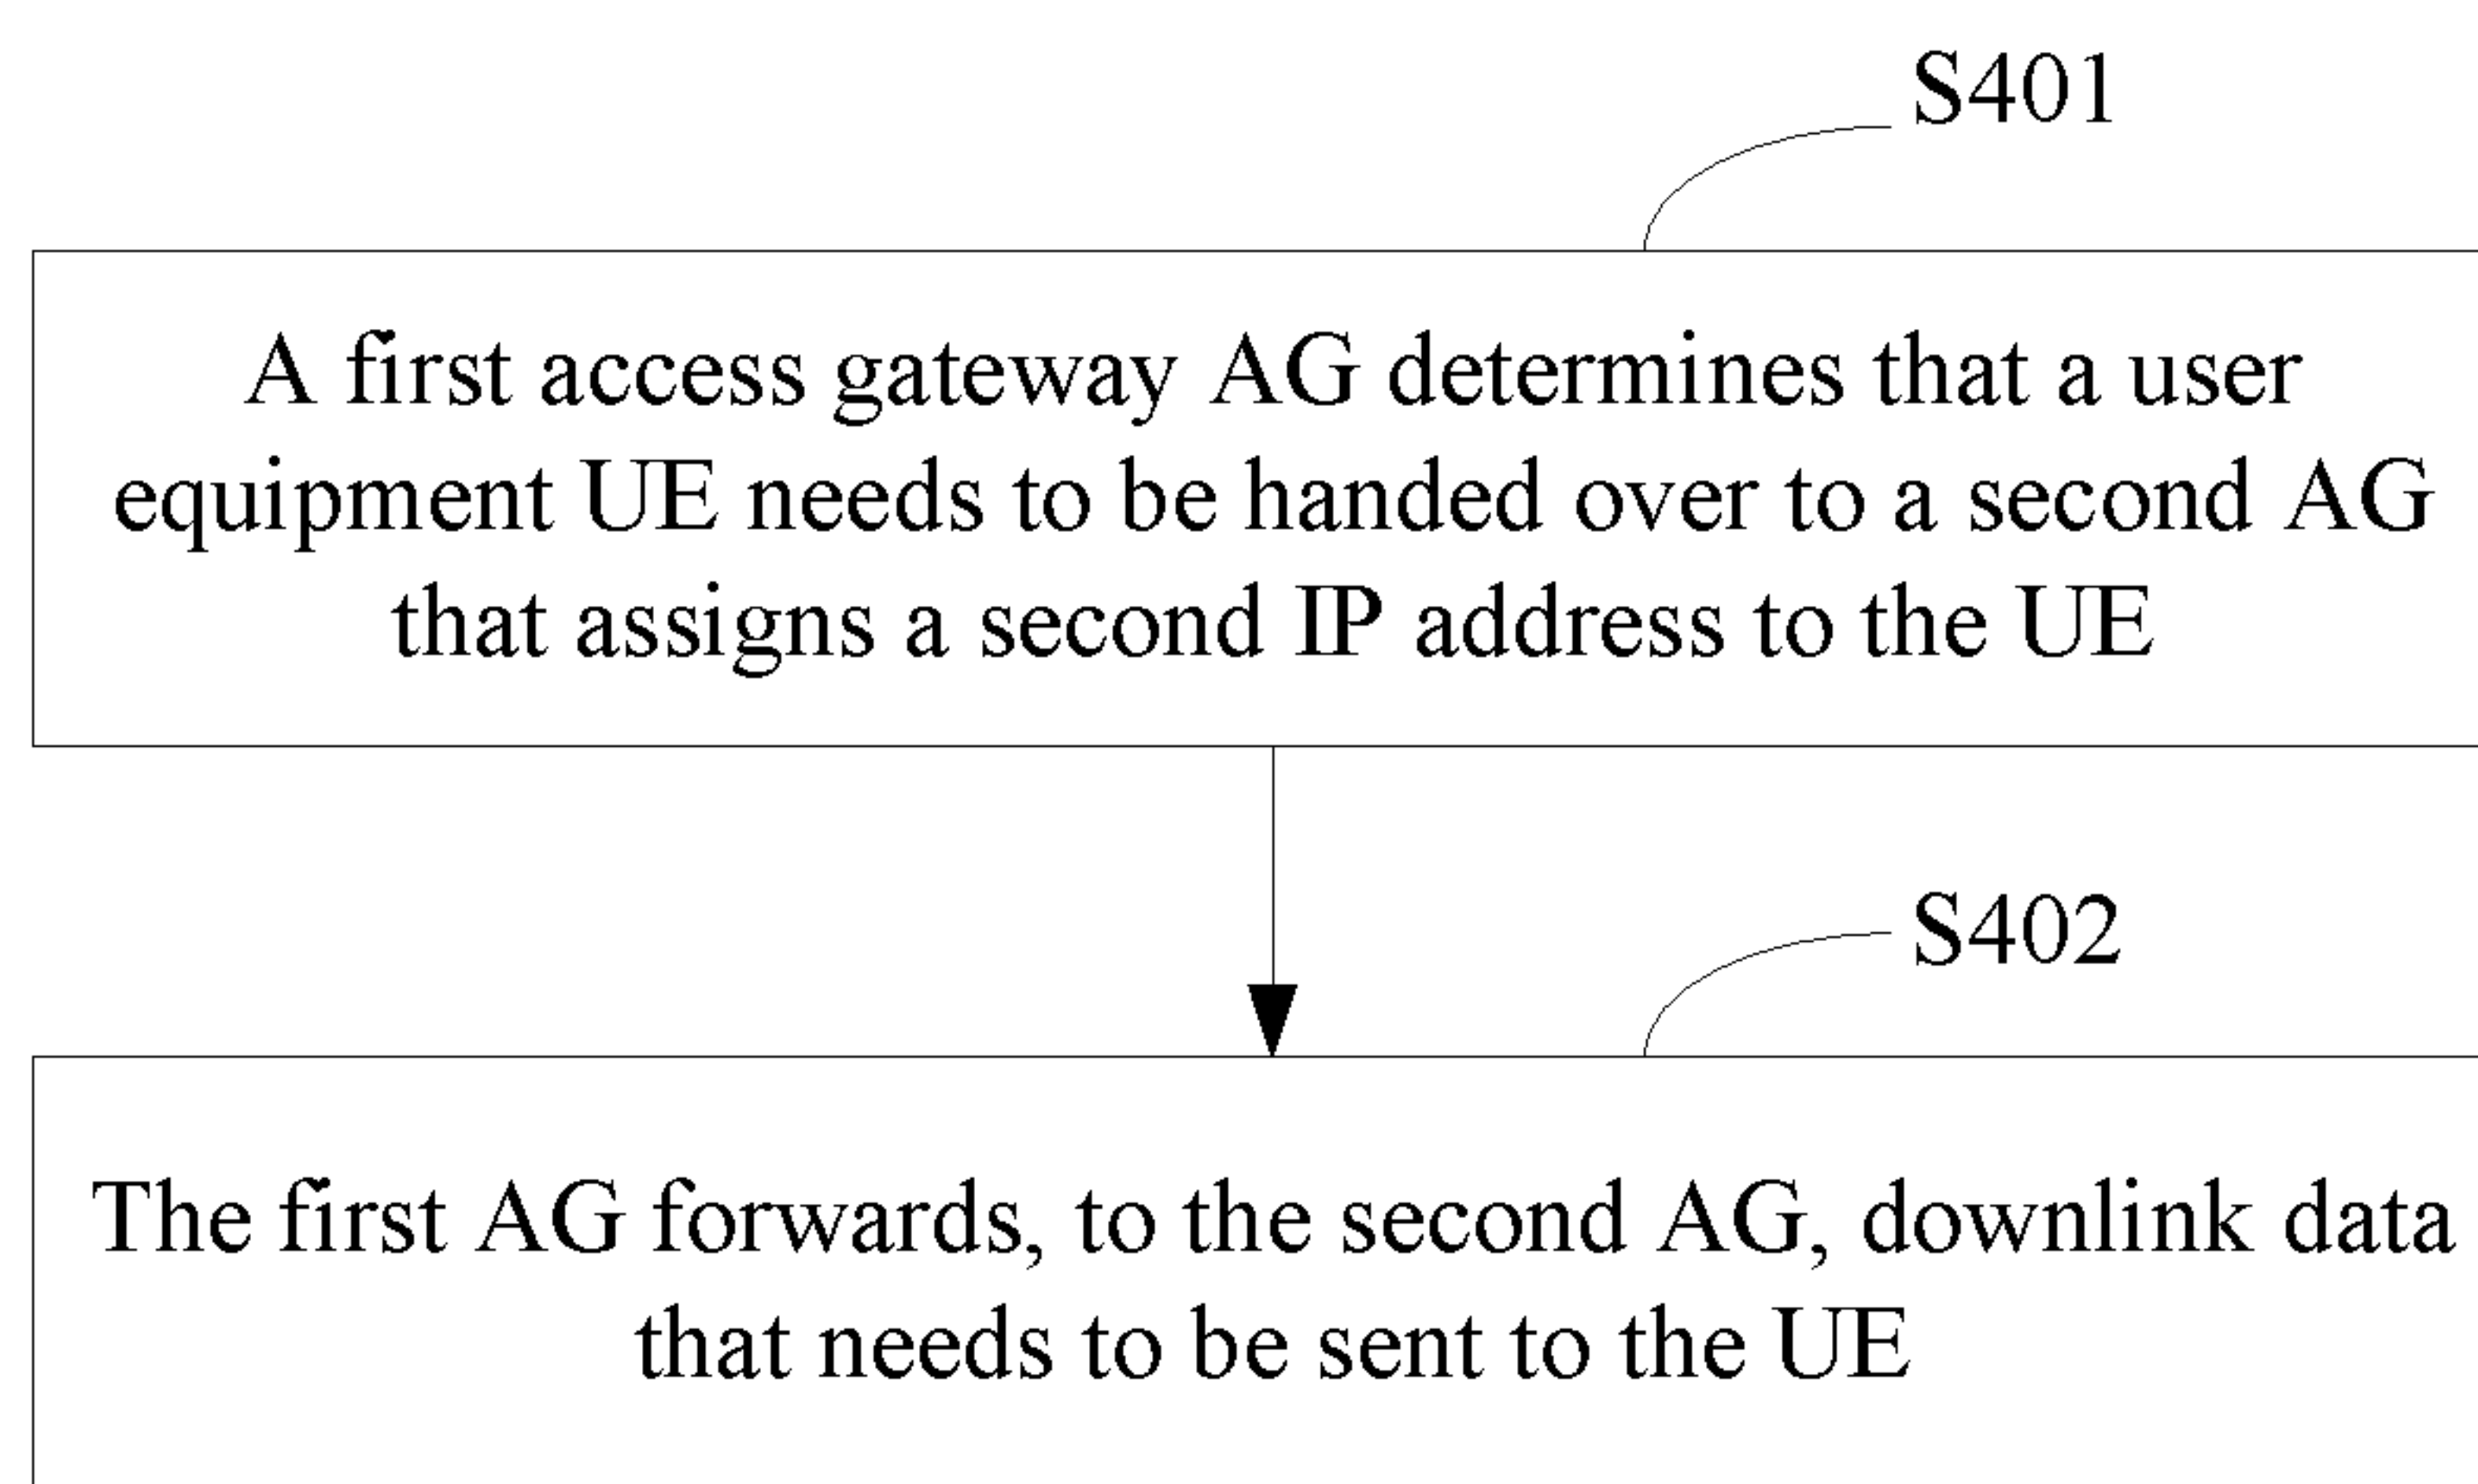 S401
A first access gateway AG determines that a user
equipment UE needs to be handed over to a second AG
that assigns a second IP address to the UE
S402
The first AG forwards, to the second AG, downlink data
that needs to be sent to the UE